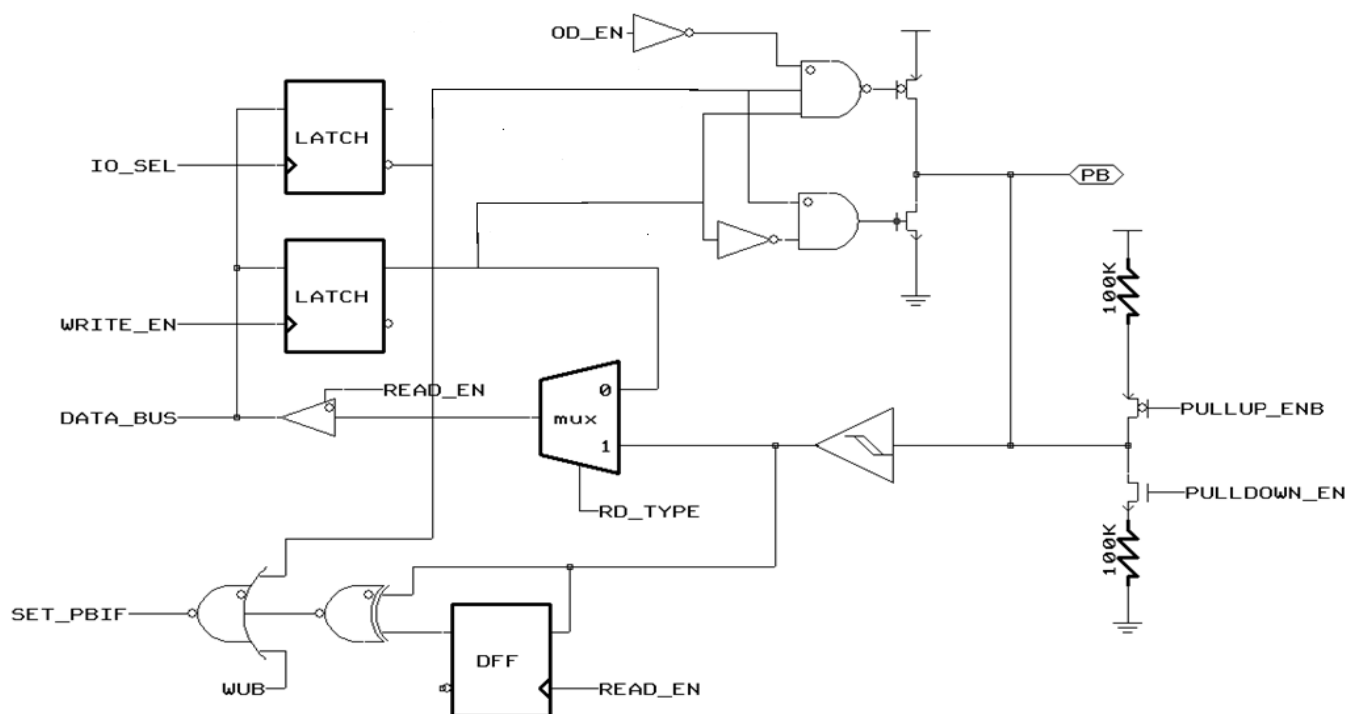 OD_EN
LATCH
IO_SEL
PB
LATCH
WRITE_EN
100K
READ_EN
0
DATA_BUS
mux
PULLUP_ENB
1
PULLDOWN_EN
RD_TYPE
100K
SET_PBIF
DFF
WUB
READ_EN